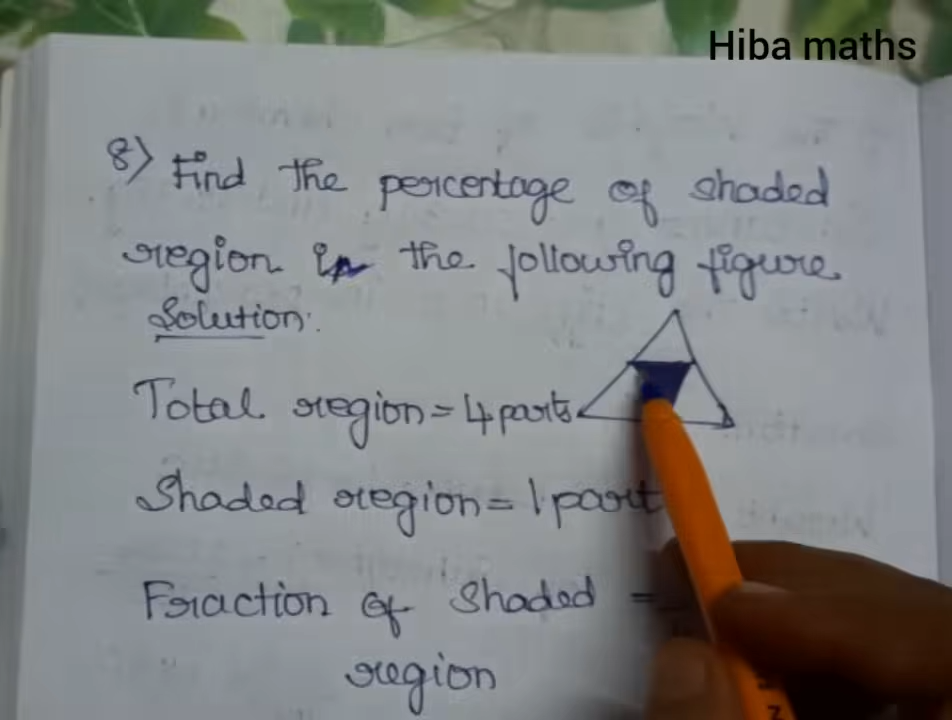 Hiba maths
8) Find the percentage of shaded
region in the following figure
Solution:
Total region = 4 parts
Shaded region = 1 part
Fraction of Shaded =
region